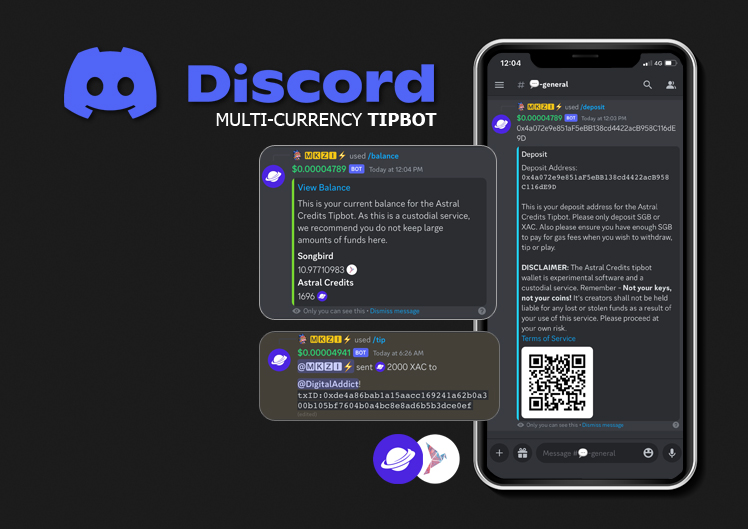 Discord
MULTI-CURRENCY TIPBOT
MKZI⚡ used /balance
$0.00004789 BOT Today at 12:04 PM
View Balance
This is your current balance for the Astral
Credits Tipbot. As this is a custodial service,
we recommend you do not keep large
amounts of funds here.
Songbird
10.97710983
Astral Credits
1696
Only you can see this • Dismiss message
MKZI⚡ used /tip
$0.00004941 BOT Today at 6:26 AM
@MKZI⚡ sent 2000 XAC to
@DigitalAddict!
txID:0xde4a86bab1a15aacc169241a62b0a3
00b105bf7604b0a4bc8e8ad6b5b3dce0ef
(edited)
12:04
4G
# 💬-general
MKZI⚡ used /deposit
$0.00004789 BOT Today at 12:03 PM
0x4a072e9e851aF5eBB138cd4422acB958C116dE
9D
Deposit
Deposit Address:
0x4a072e9e851aF5eBB138cd4422acB958
C116dE9D
This is your deposit address for the Astral
Credits Tipbot. Please only deposit SGB or
XAC. Also please ensure you have enough SGB
to pay for gas fees when you wish to withdraw,
tip or play.
DISCLAIMER: The Astral Credits tipbot
wallet is experimental software and a
custodial service. Remember - Not your keys,
not your coins! It's creators shall not be held
liable for any lost or stolen funds as a result of
your use of this service. Please proceed at
your own risk.
Terms of Service
Only you can see this • Dismiss message
Message #💬-general